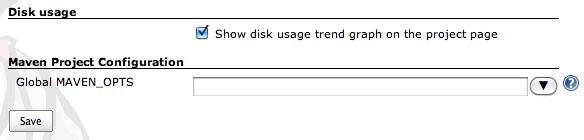 Disk usage
Show disk usage trend graph on the project page
Maven Project Configuration
Global MAVEN_OPTS
Save